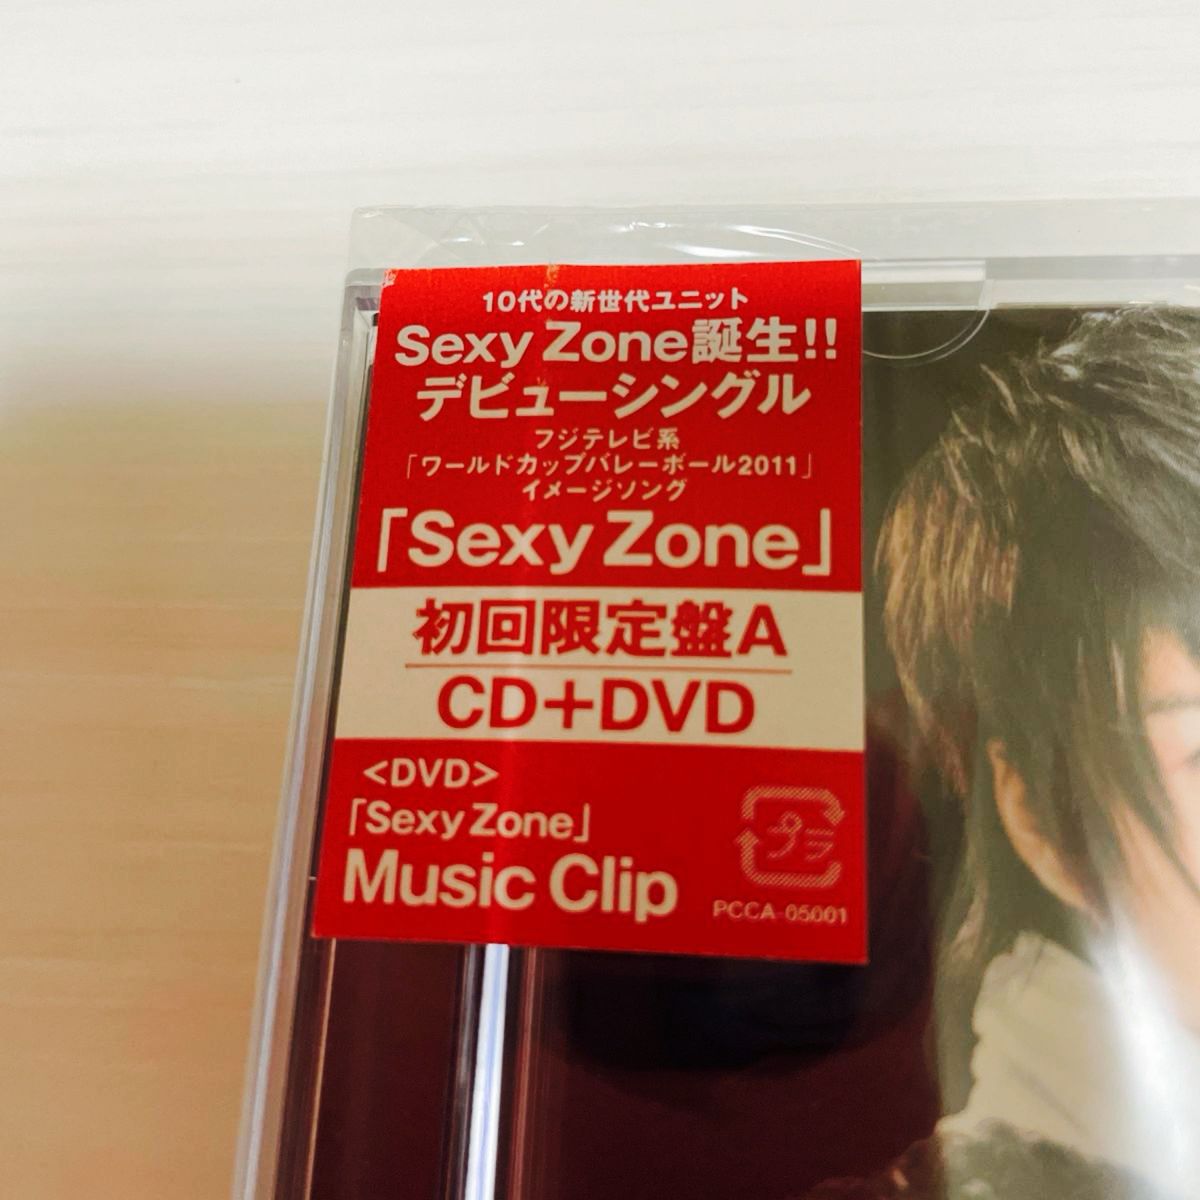 10代の新世代ユニット
Sexy Zone誕生!!
デビューシングル
フジテレビ系
「ワールドカップバレーボール2011」
イメージソング
「Sexy Zone」
初回限定盤A
CD+DVD
<DVD>
「Sexy Zone」
Music Clip
プラ
PCCA-05001